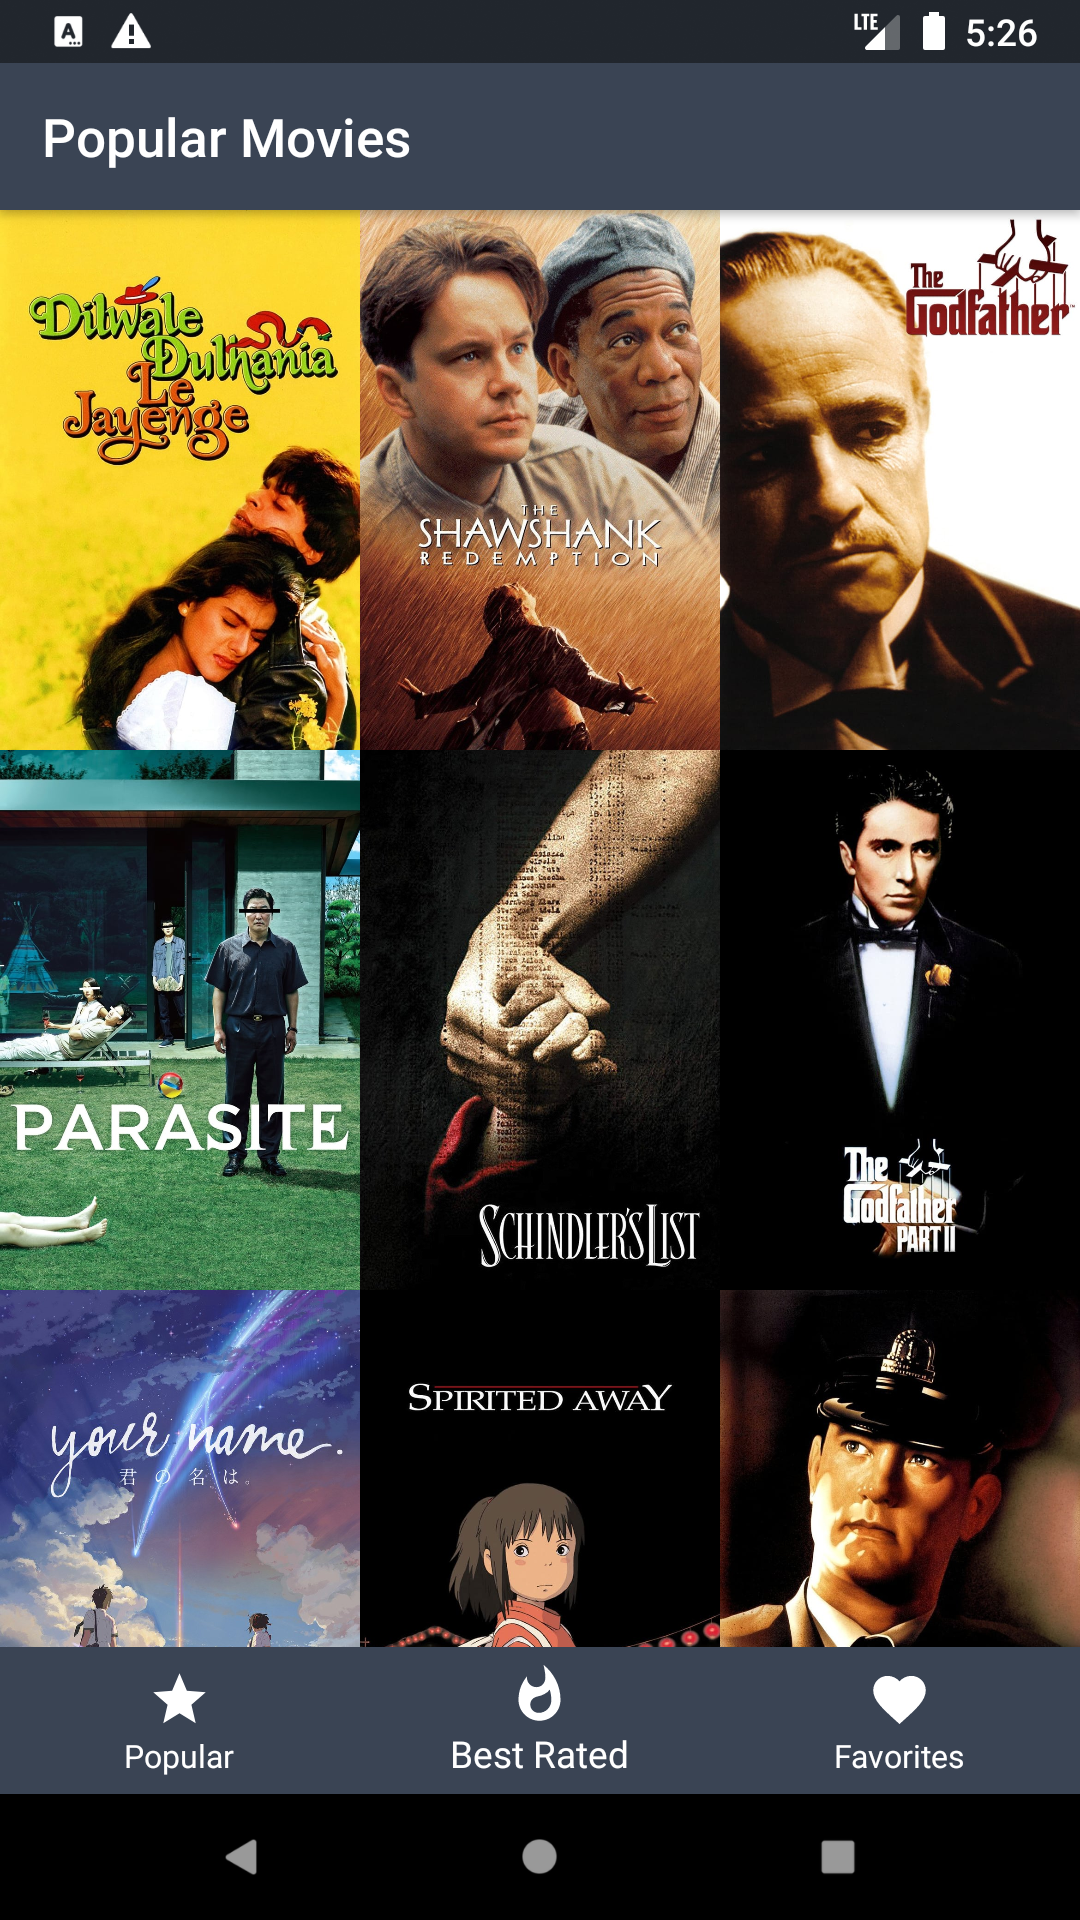 A
LTE
5:26
Popular Movies
Dilwale
Dulhania
Le
Jayenge
THE
SHAWSHANK
REDEMPTION
The
Godfather
PARASITE
SCHINDLER'S LIST
The
Godfather
PART II
your name.
君の名は。
SPIRITED AWAY
Popular
Best Rated
Favorites